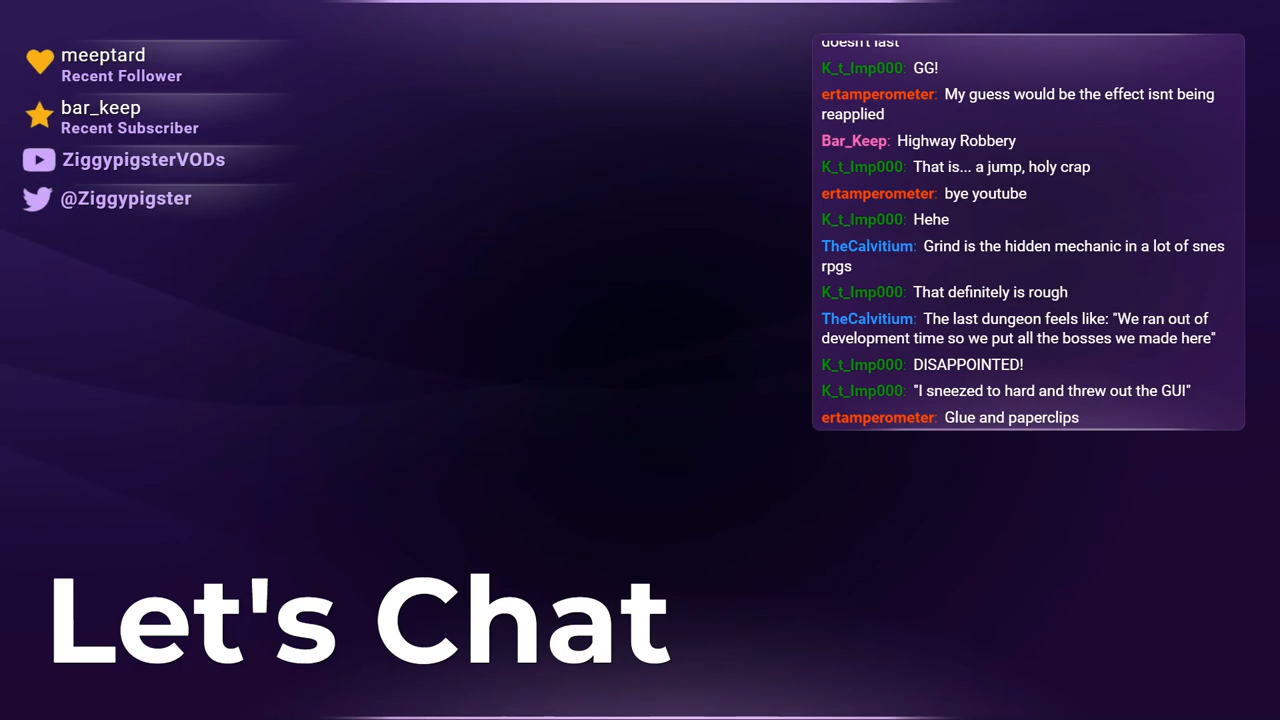 meeptard
Recent Follower
bar_keep
Recent Subscriber
ZiggypigsterVODs
@Ziggypigster
doesn't last
K_t_Imp000: GG!
ertamperometer: My guess would be the effect isnt being
reapplied
Bar_Keep: Highway Robbery
K_t_Imp000: That is... a jump, holy crap
ertamperometer: bye youtube
K_t_Imp000: Hehe
TheCalvitium: Grind is the hidden mechanic in a lot of snes
rpgs
K_t_Imp000: That definitely is rough
TheCalvitium: The last dungeon feels like: "We ran out of
development time so we put all the bosses we made here"
K_t_Imp000: DISAPPOINTED!
K_t_Imp000: "I sneezed to hard and threw out the GUI"
ertamperometer: Glue and paperclips
Let's Chat